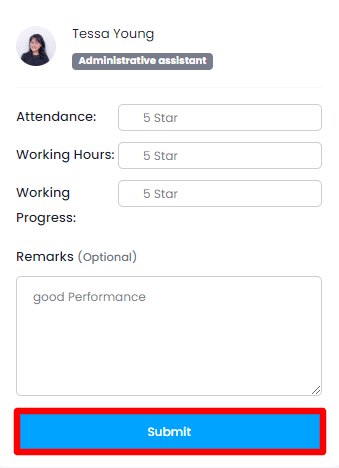 Tessa Young
Administrative assistant
Attendance:
5 Star
Working Hours:
5 Star
Working Progress:
5 Star
Remarks (Optional)
good Performance
Submit